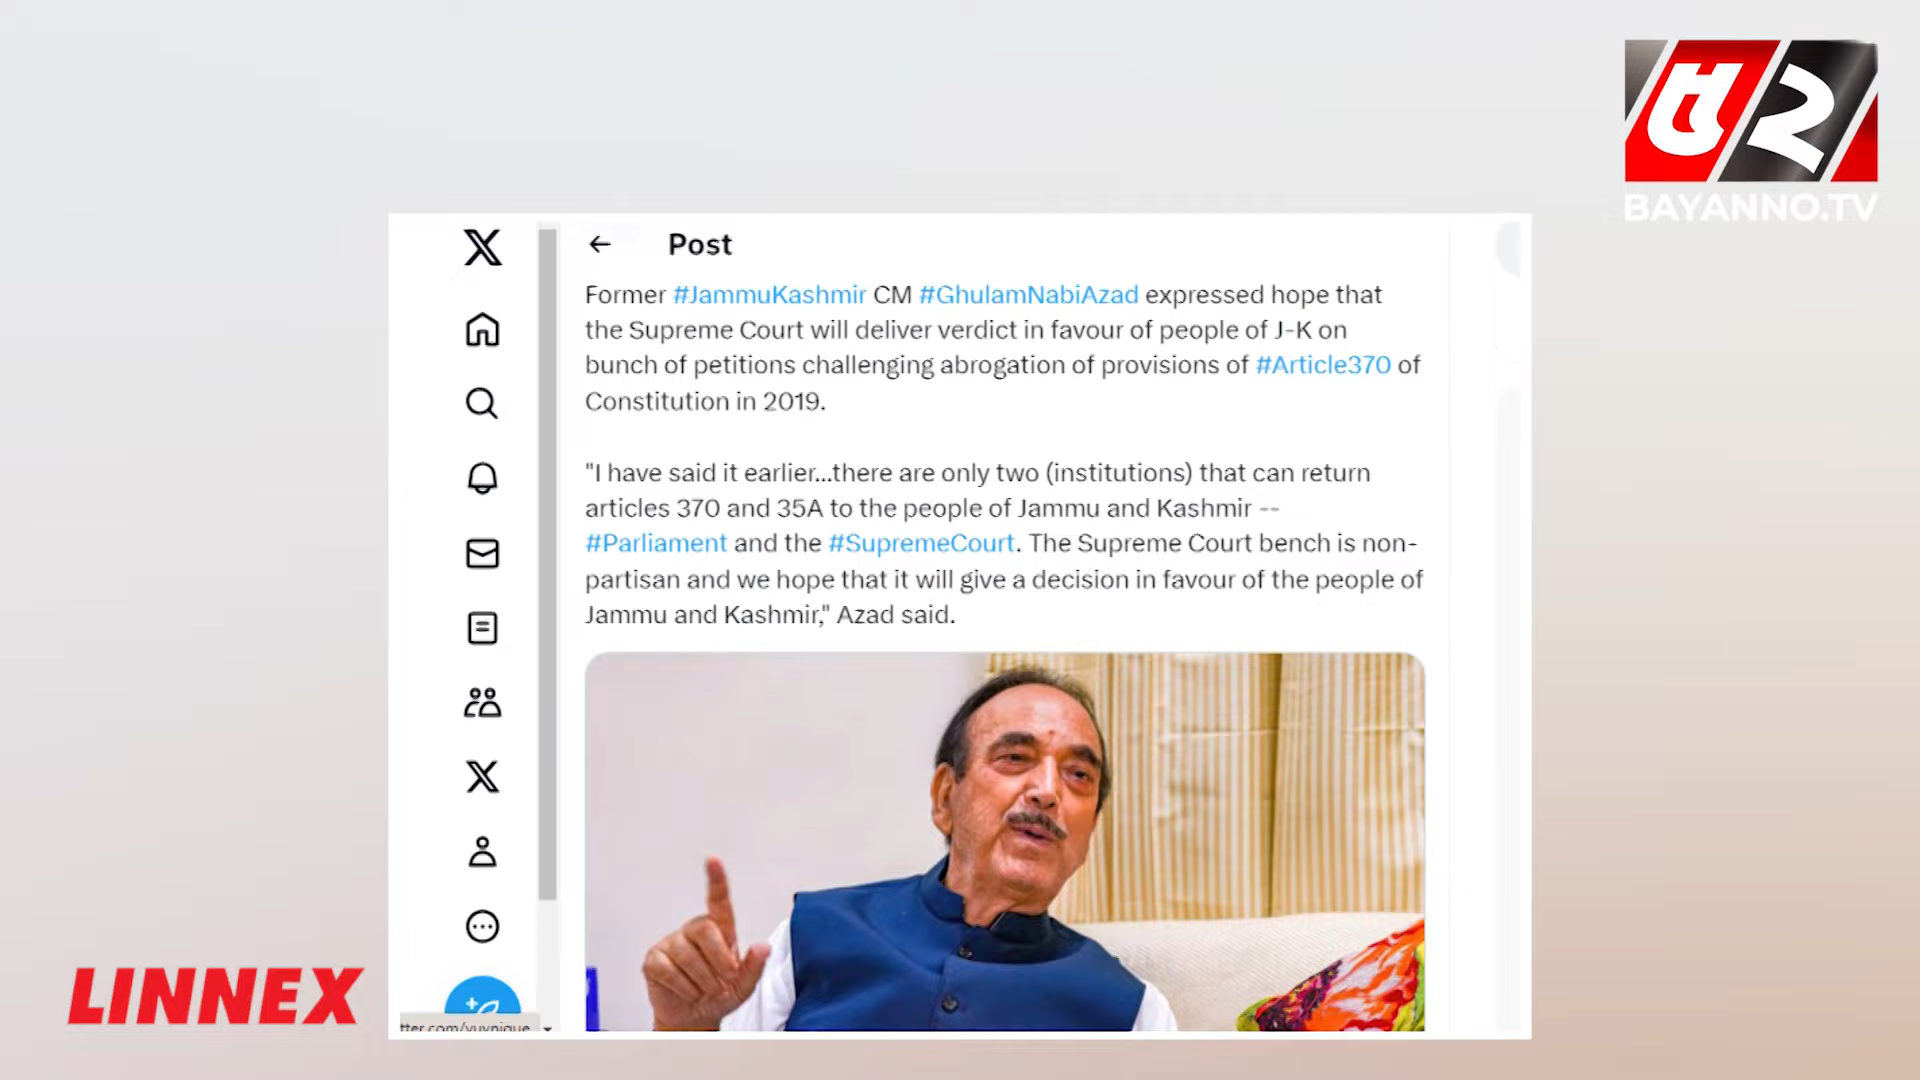 ৫২
BAYANNO.TV
Post
Former #JammuKashmir CM #GhulamNabiAzad expressed hope that
the Supreme Court will deliver verdict in favour of people of J-K on
bunch of petitions challenging abrogation of provisions of #Article370 of
Constitution in 2019.
"I have said it earlier...there are only two (institutions) that can return
articles 370 and 35A to the people of Jammu and Kashmir --
#Parliament and the #SupremeCourt. The Supreme Court bench is non-
partisan and we hope that it will give a decision in favour of the people of
Jammu and Kashmir," Azad said.
LINNEX